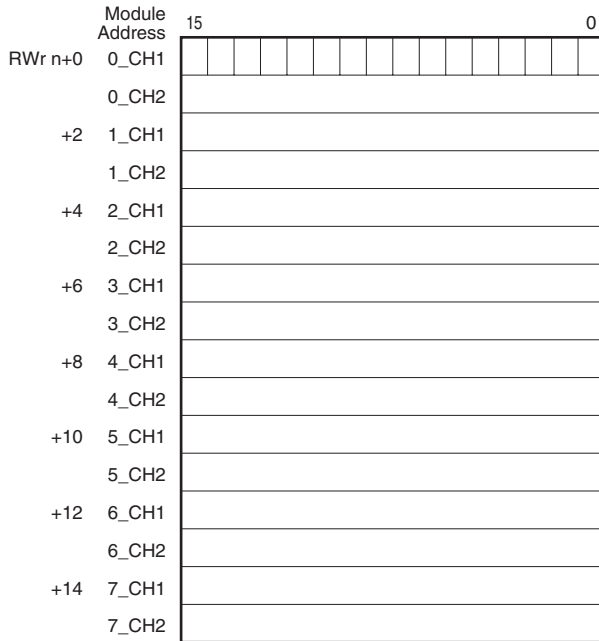 Module
Address 15 0
RWr n+0 0_CH1
0_CH2
+2 1_CH1
1_CH2
+4 2_CH1
2_CH2
+6 3_CH1
3_CH2
+8 4_CH1
4_CH2
+10 5_CH1
5_CH2
+12 6_CH1
6_CH2
+14 7_CH1
7_CH2